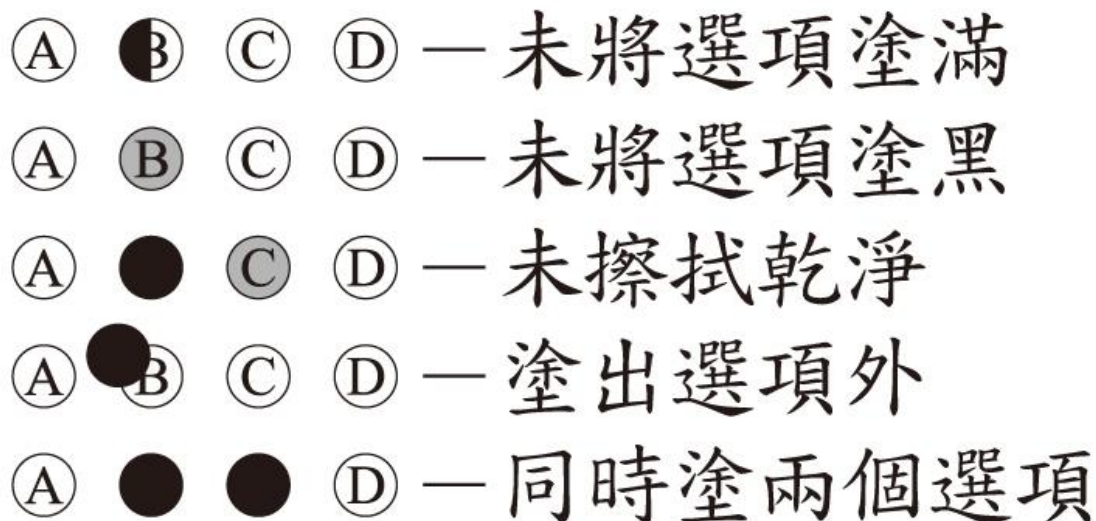 Ⓐ Ⓑ Ⓒ Ⓓ — 未將選項塗滿
Ⓐ Ⓑ Ⓒ Ⓓ — 未將選項塗黑
Ⓐ ● Ⓒ Ⓓ — 未擦拭乾淨
Ⓐ Ⓑ Ⓒ Ⓓ — 塗出選項外
Ⓐ ● ● Ⓓ — 同時塗兩個選項